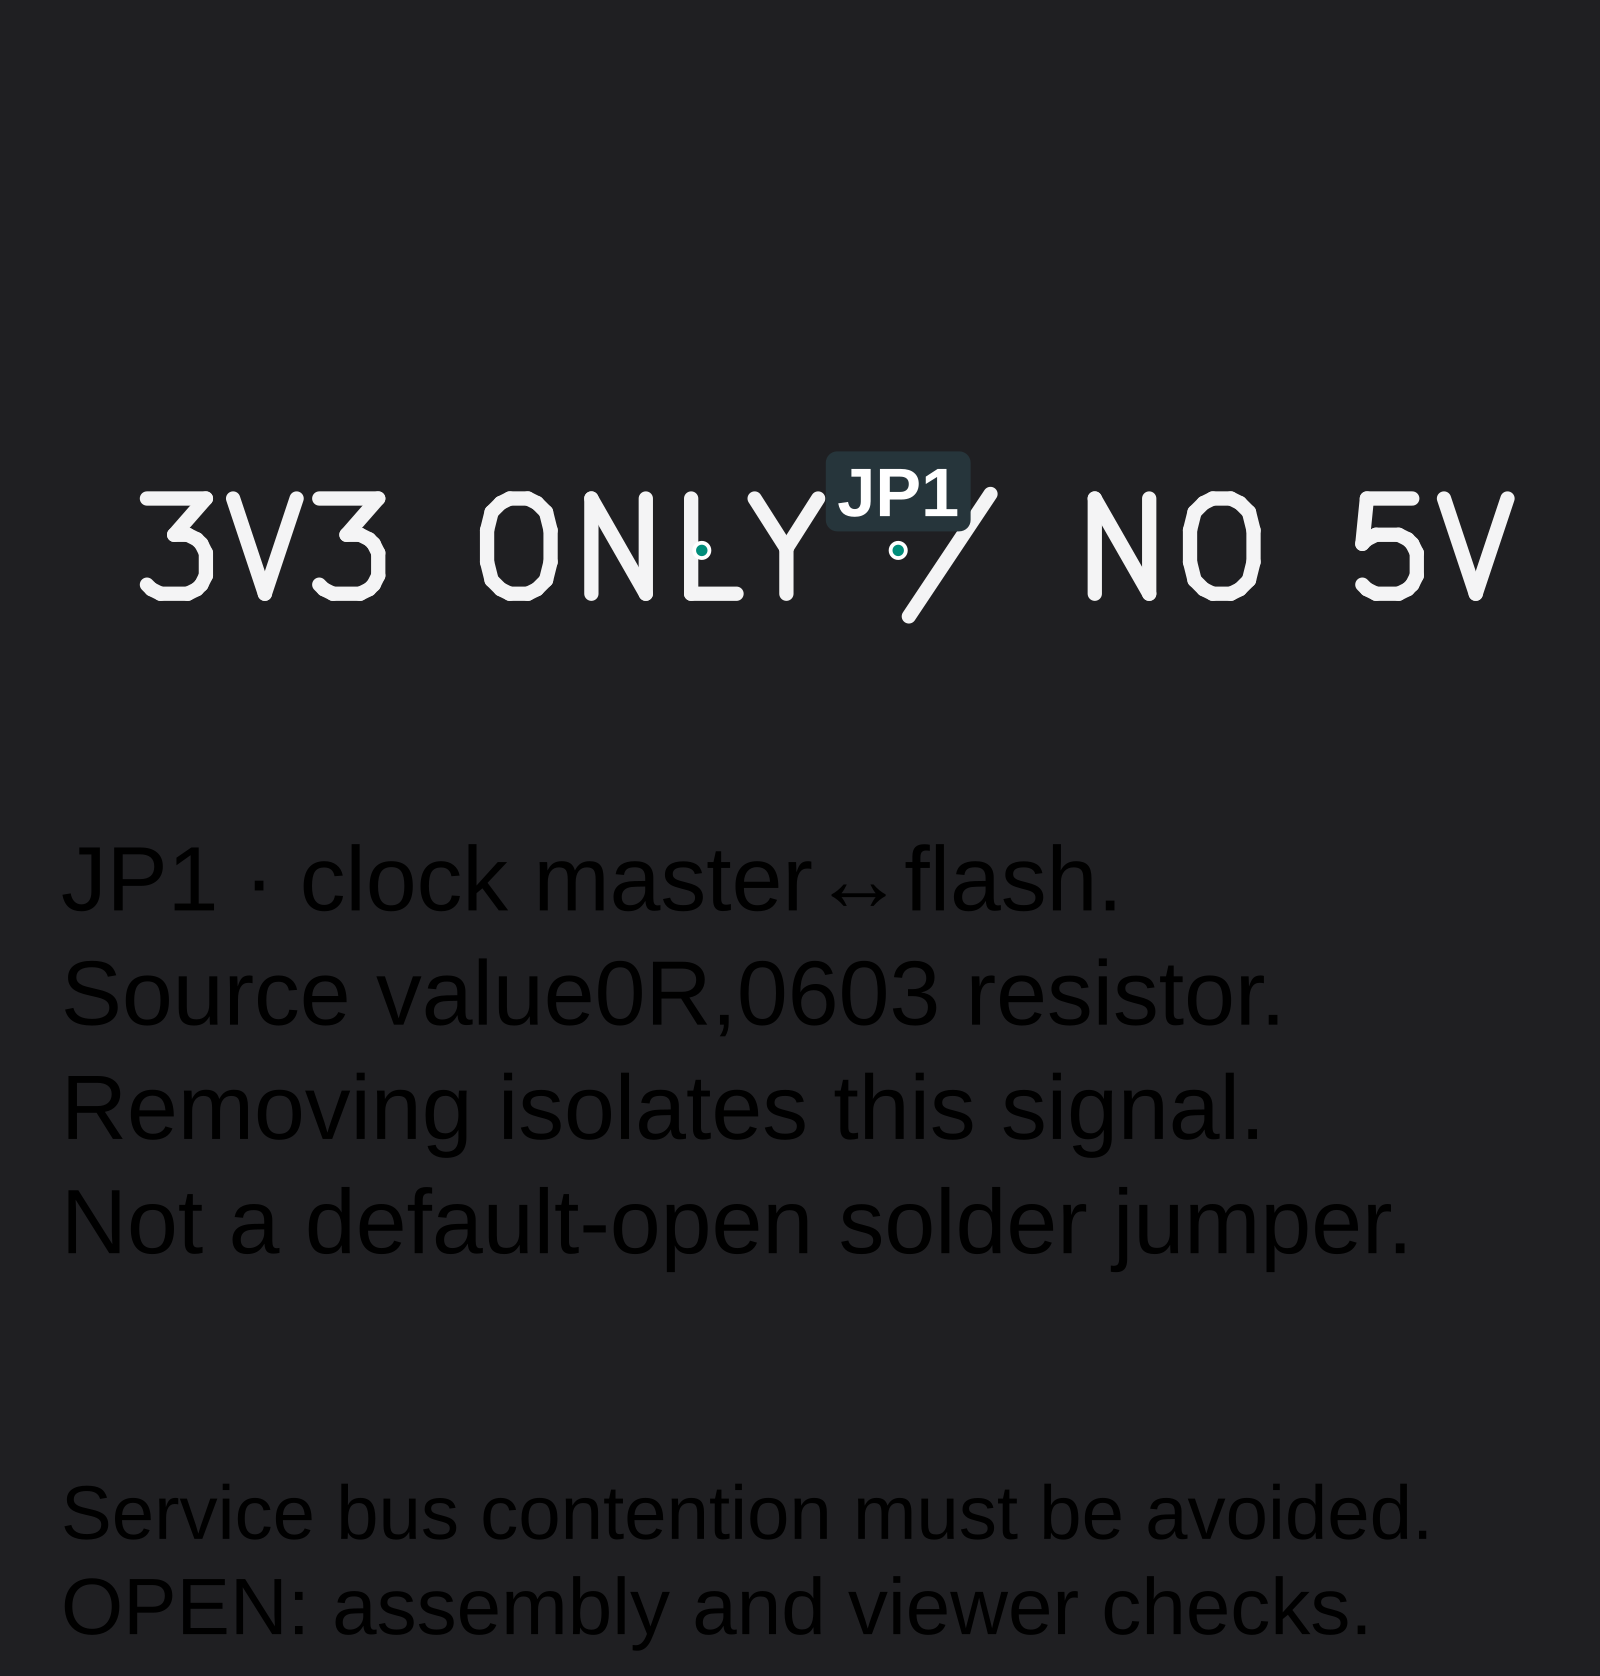 JP1
3V3 ONLY / NO 5V
JP1 · clock master↔flash.
Source value0R,0603 resistor.
Removing isolates this signal.
Not a default-open solder jumper.
Service bus contention must be avoided.
OPEN: assembly and viewer checks.